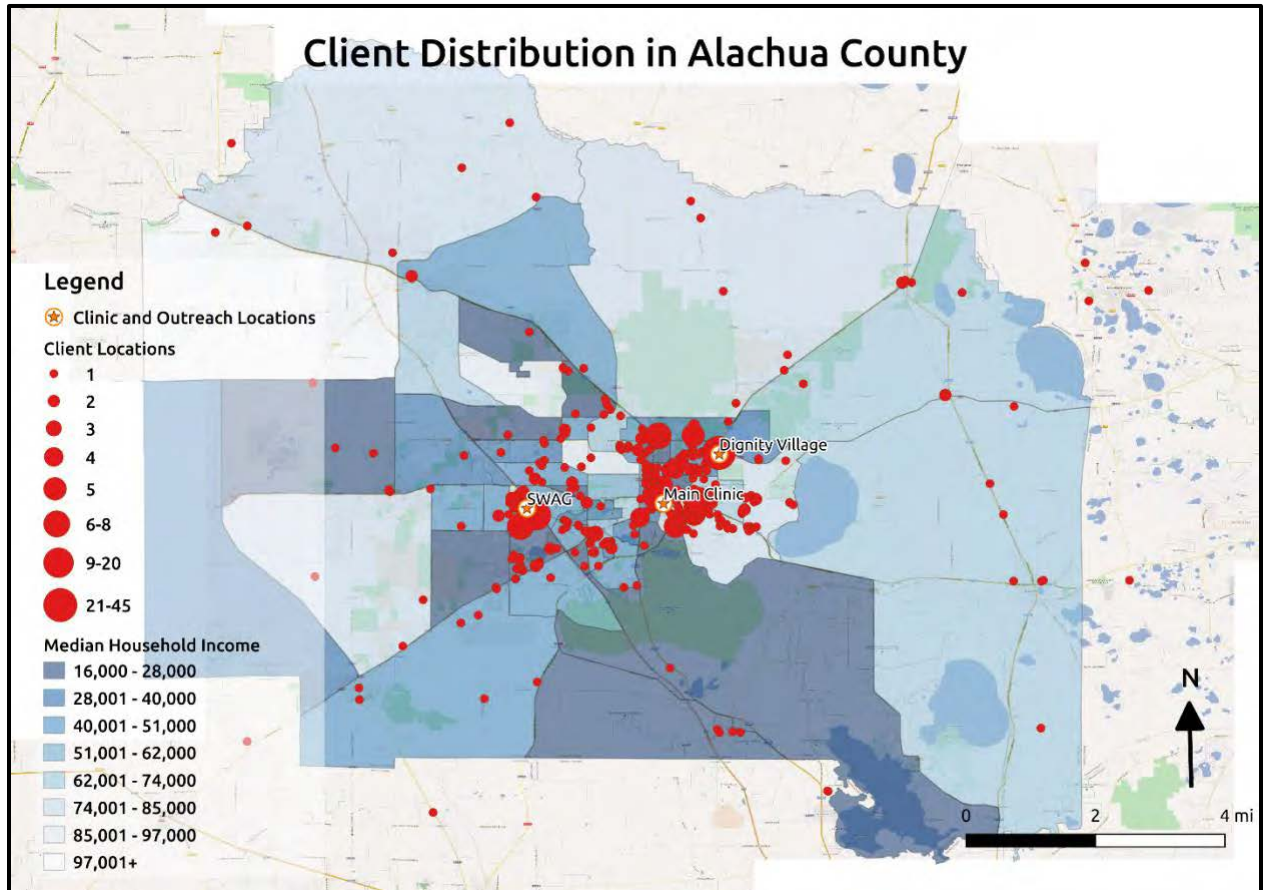 Client Distribution in Alachua County
Legend
Clinic and Outreach Locations
Client Locations
1
2
3
4
5
6-8
9-20
21-45
Median Household Income
16,000 - 28,000
28,001 - 40,000
40,001 - 51,000
51,001 - 62,000
62,001 - 74,000
74,001 - 85,000
85,001 - 97,000
97,001+
Dignity Village
SWAG
Main Clinic
N
0 2 4 mi